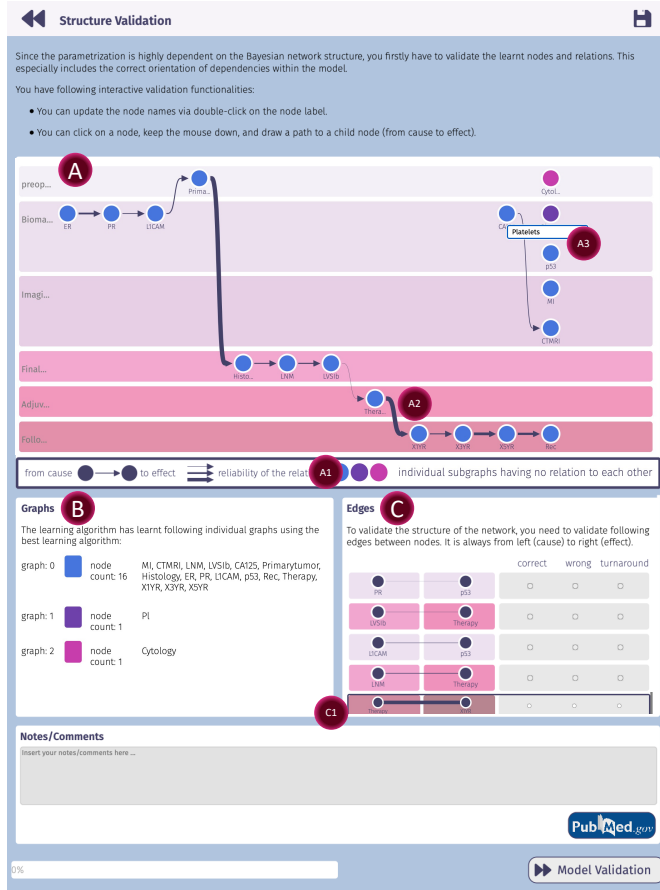 Structure Validation
Since the parametrization is highly dependent on the Bayesian network structure, you firstly have to validate the learnt nodes and relations. This
especially includes the correct orientation of dependencies within the model.
You have following interactive validation functionalities:
• You can update the node names via double-click on the node label.
• You can click on a node, keep the mouse down, and draw a path to a child node (from cause to effect).
A
preop...
Prima...
Cytol...
Bioma...
ER
PR
L1CAM
CA
Platelets
A3
p53
Imagi...
MI
CTMRI
Final...
Histo...
LNM
LVSIb
Adjuv...
Thera...
A2
Follo...
X1YR
X3YR
X5YR
Rec
from cause
to effect
reliability of the relat
A1
individual subgraphs having no relation to each other
Graphs
B
The learning algorithm has learnt following individual graphs using the
best learning algorithm:
graph: 0
node
count: 16
MI, CTMRI, LNM, LVSIb, CA125, Primarytumor,
Histology, ER, PR, L1CAM, p53, Rec, Therapy,
X1YR, X3YR, X5YR
graph: 1
node
count: 1
Pl
graph: 2
node
count: 1
Cytology
Edges
C
To validate the structure of the network, you need to validate following
edges between nodes. It is always from left (cause) to right (effect).
correct wrong turnaround
PR p53
LVSIb Therapy
L1CAM p53
LNM Therapy
C1
Therapy X1YR
Notes/Comments
Insert your notes/comments here ...
PubMed.gov
0%
Model Validation